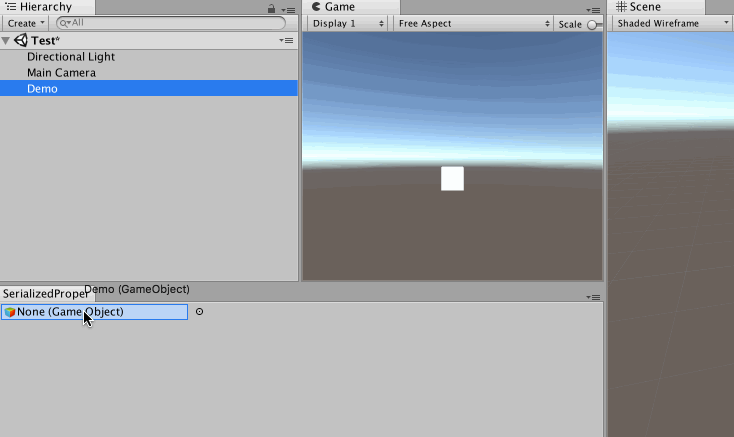 Hierarchy
Create
All
Test*
Directional Light
Main Camera
Demo
Game
Display 1
Free Aspect
Scale
Scene
Shaded Wireframe
Demo (GameObject)
SerializedProper
None (Game Object)